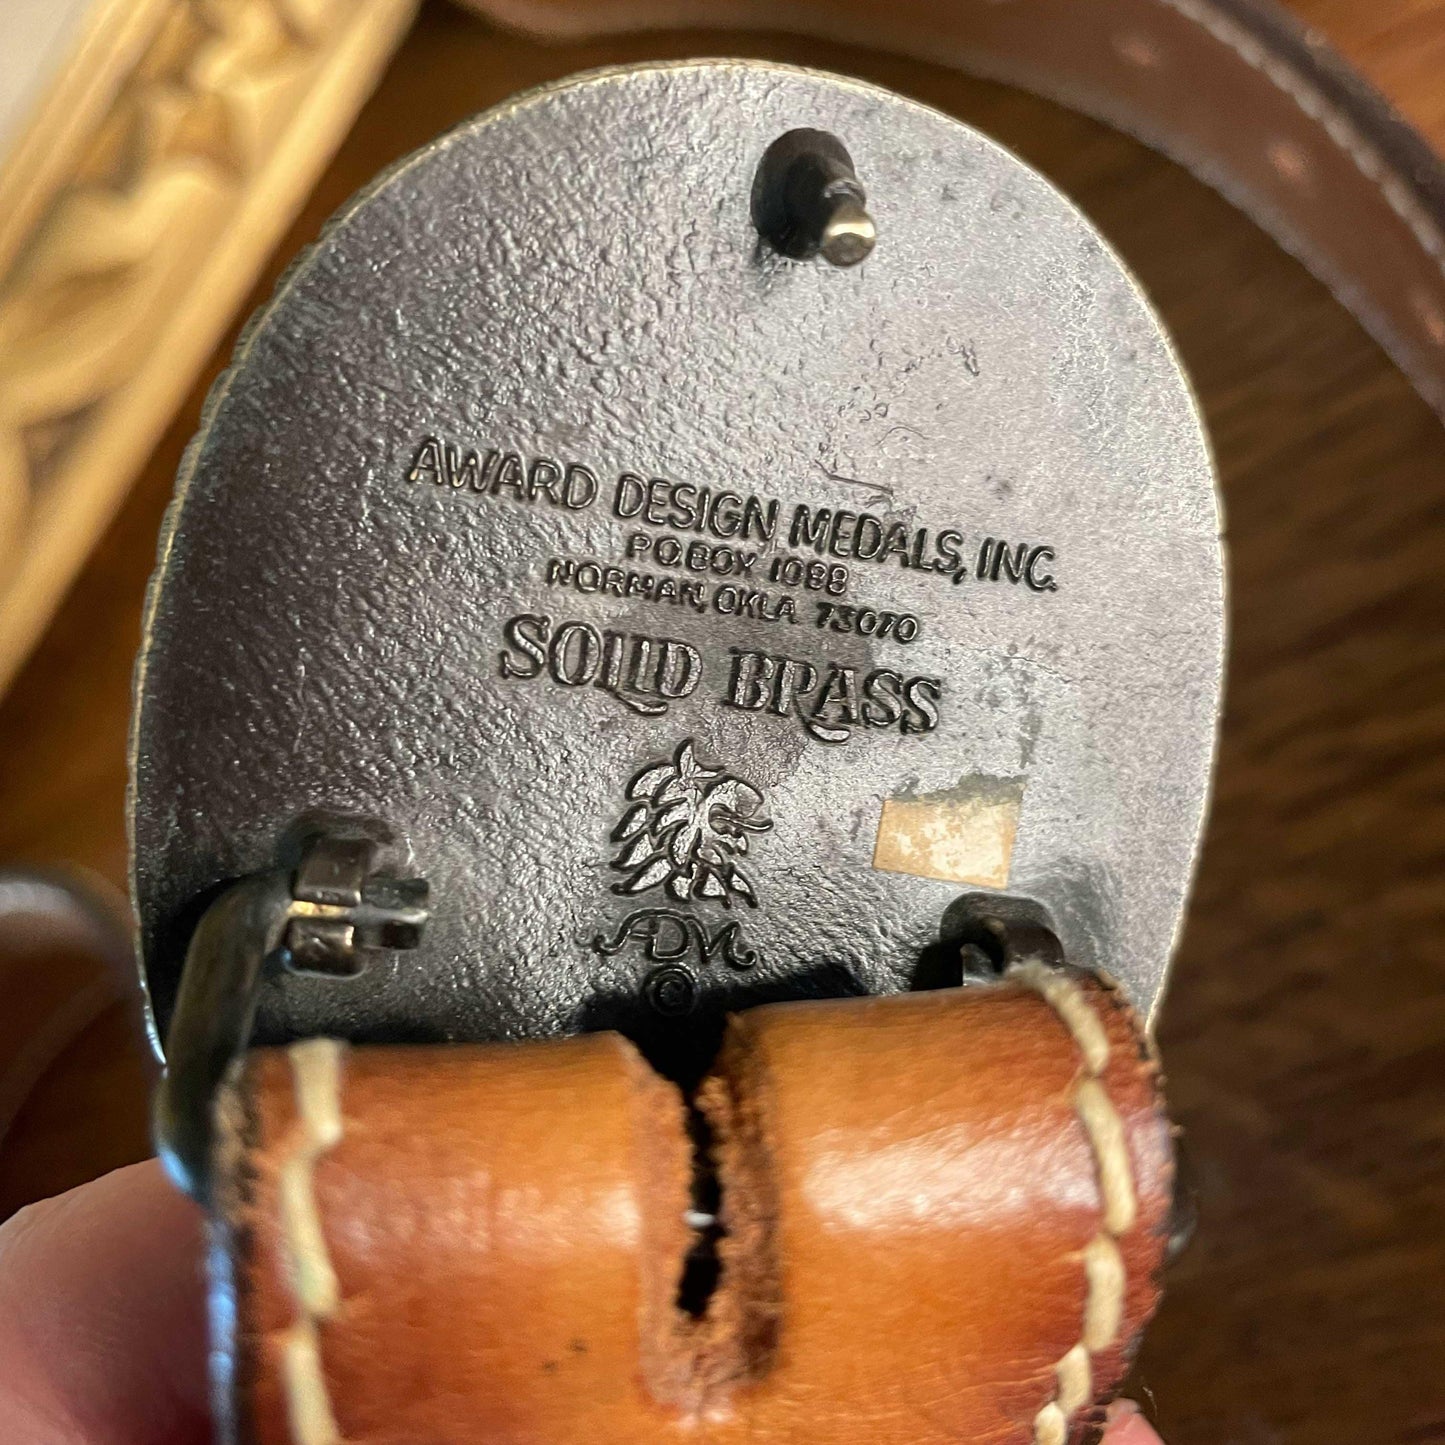 AWARD DESIGN MEDALS, INC.
P.O. BOX 1088
NORMAN, OKLA 73070
SOLID BRASS
ADM
©